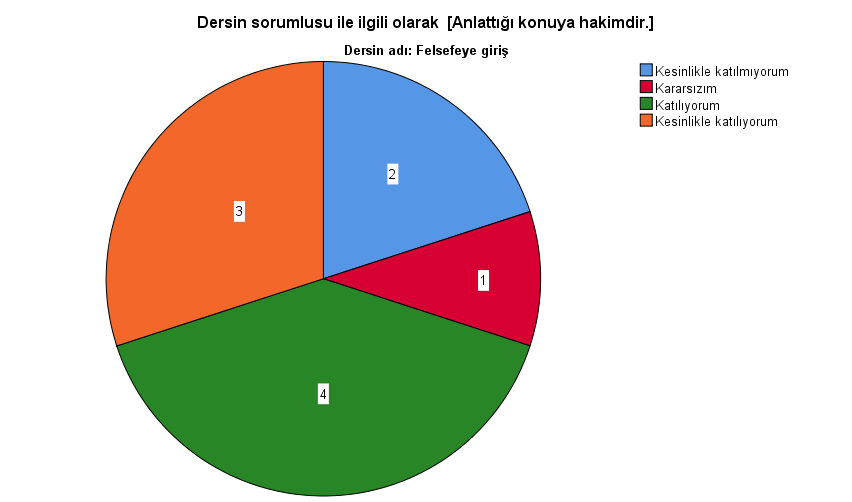 Dersin sorumlusu ile ilgili olarak [Anlattığı konuya hakimdir.]
Dersin adı: Felsefeye giriş
Kesinlikle katılmıyorum
Kararsızım
Katılıyorum
Kesinlikle katılıyorum
2
3
1
4